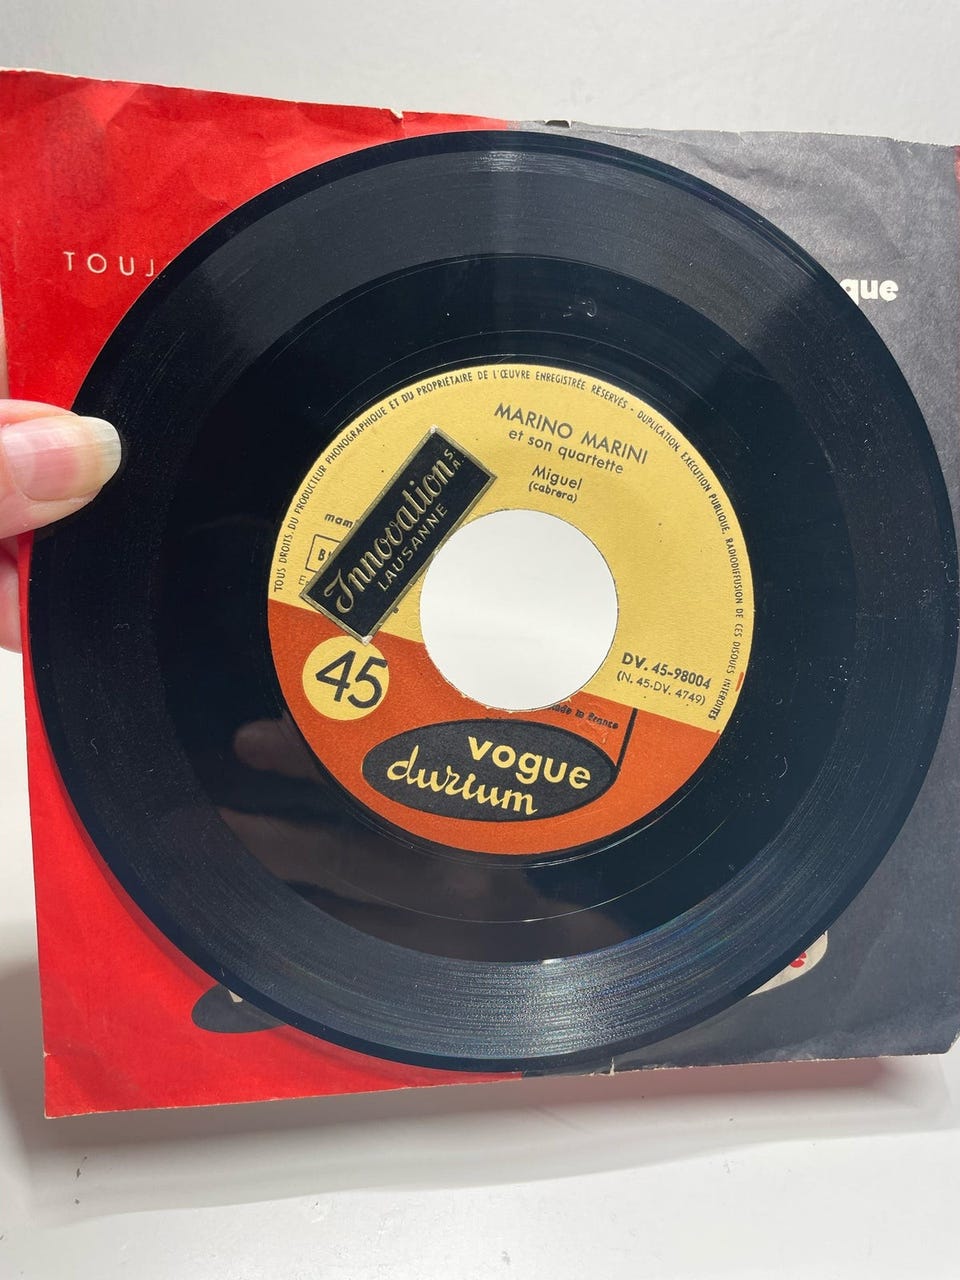 TOUJ
gue
TOUS DROITS DU PRODUCTEUR PHONOGRAPHIQUE ET DU PROPRIÉTAIRE DE L'ŒUVRE ENREGISTRÉE RÉSERVÉS - DUPLICATION, EXÉCUTION PUBLIQUE, RADIODIFFUSION DE CES DISQUES INTERDITES
MARINO MARINI
et son quartette
Miguel
(cabrera)
Innovation S.A.
LAUSANNE
45
DV. 45-98004
(N. 45-DV. 4749)
Made in France
vogue
durium